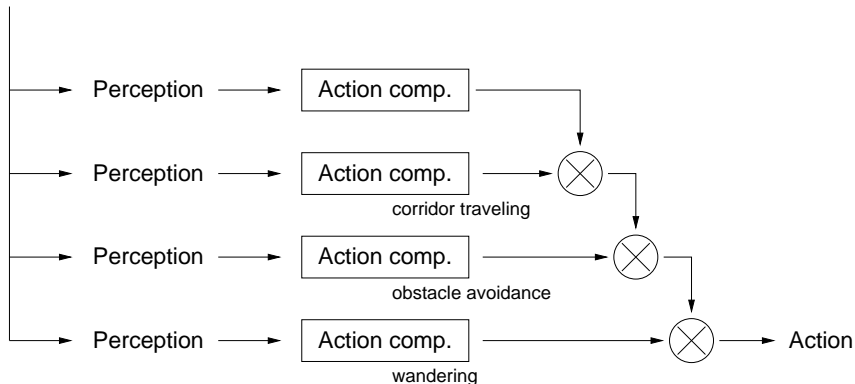 Perception Action comp.
Perception Action comp.
corridor traveling
Perception Action comp.
obstacle avoidance
Perception Action comp. Action
wandering